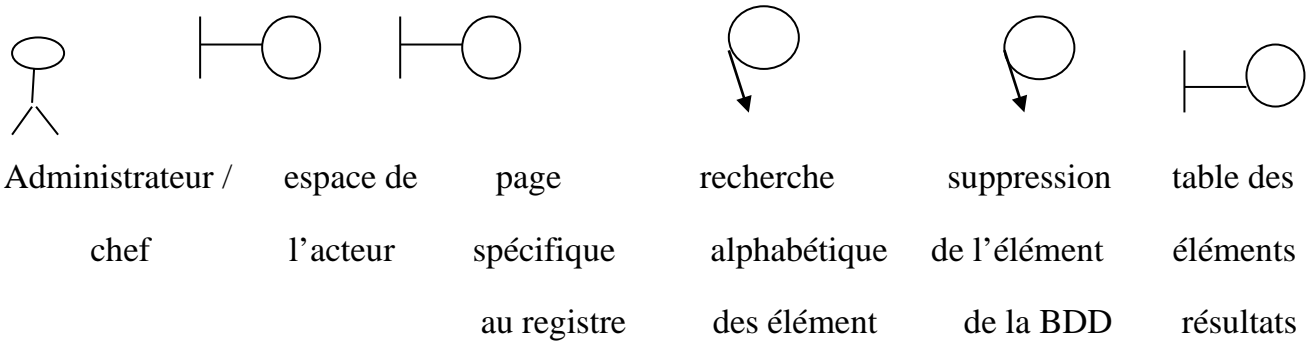 Administrateur / espace de page recherche suppression table des
chef l’acteur spécifique alphabétique de l’élément éléments
au registre des élément de la BDD résultats